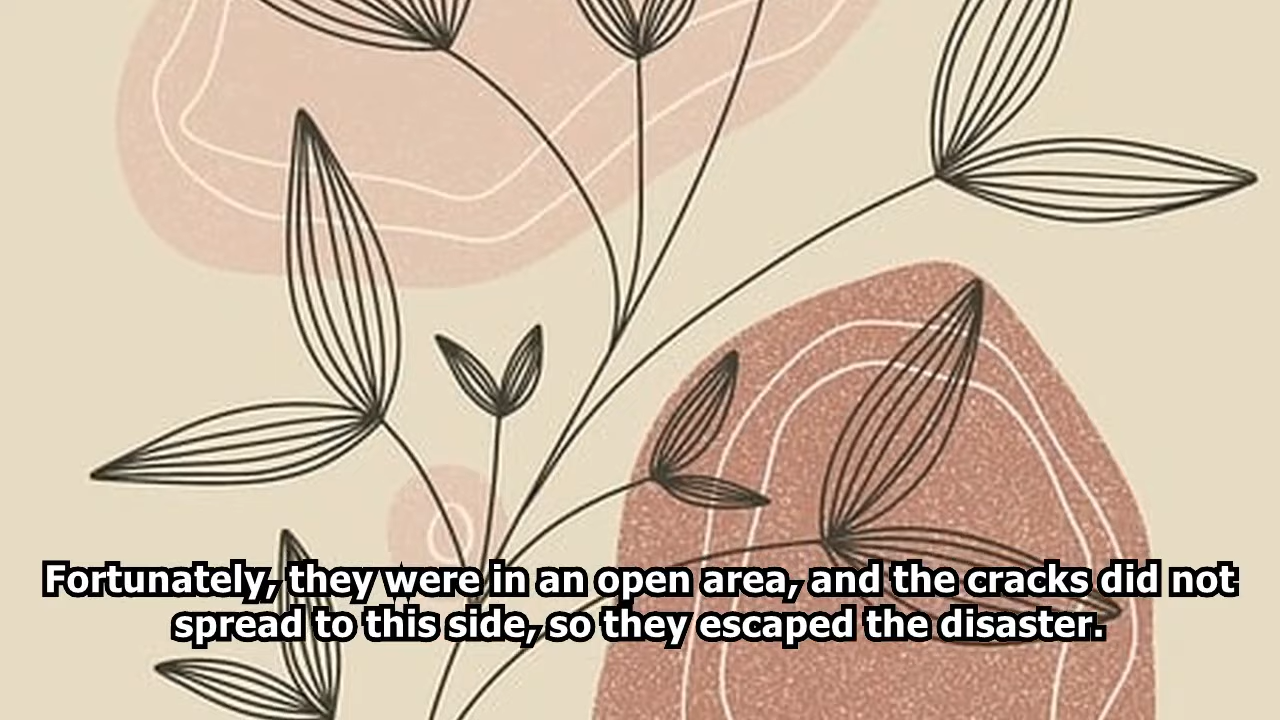 Fortunately, they were in an open area, and the cracks did not
spread to this side, so they escaped the disaster.